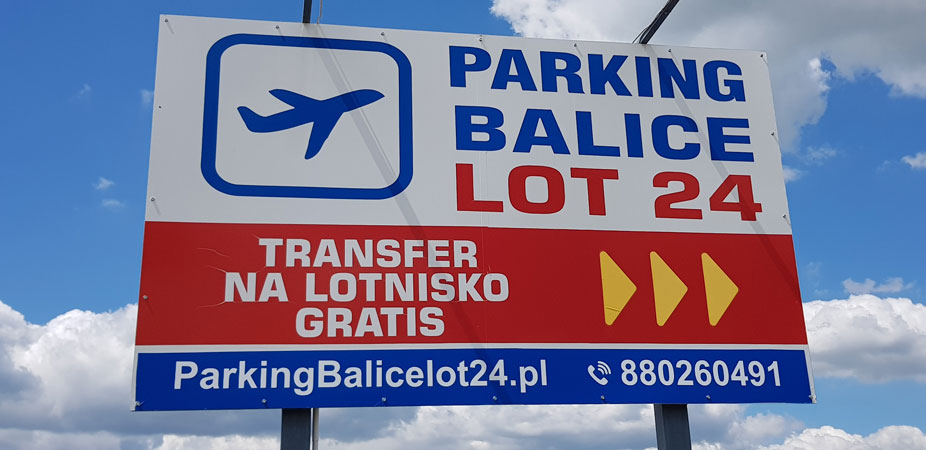 PARKING
BALICE
LOT 24
TRANSFER
NA LOTNISKO
GRATIS
ParkingBalicelot24.pl 880260491